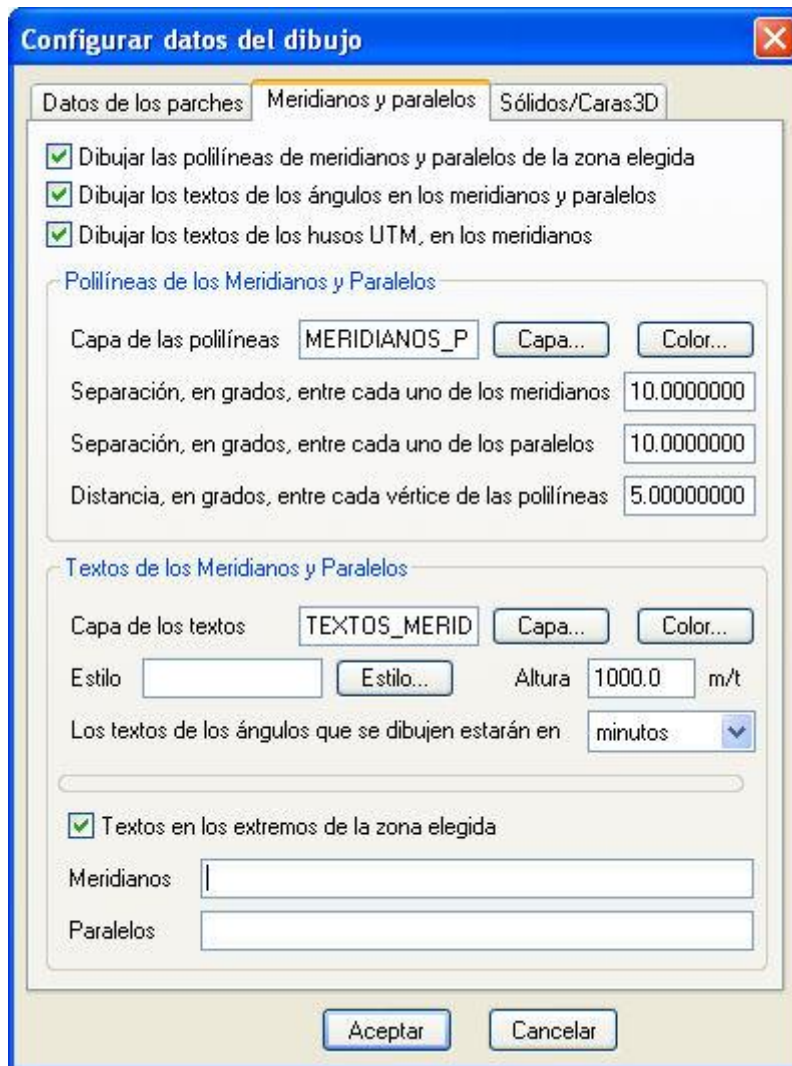 Configurar datos del dibujo
Datos de los parches Meridianos y paralelos Sólidos/Caras3D
Dibujar las polilíneas de meridianos y paralelos de la zona elegida
Dibujar los textos de los ángulos en los meridianos y paralelos
Dibujar los textos de los husos UTM, en los meridianos
Polilíneas de los Meridianos y Paralelos
Capa de las polilíneas MERIDIANOS_P Capa... Color...
Separación, en grados, entre cada uno de los meridianos 10.0000000
Separación, en grados, entre cada uno de los paralelos 10.0000000
Distancia, en grados, entre cada vértice de las polilíneas 5.00000000
Textos de los Meridianos y Paralelos
Capa de los textos TEXTOS_MERID Capa... Color...
Estilo Estilo... Altura 1000.0 m/t
Los textos de los ángulos que se dibujen estarán en minutos
Textos en los extremos de la zona elegida
Meridianos
Paralelos
Aceptar Cancelar